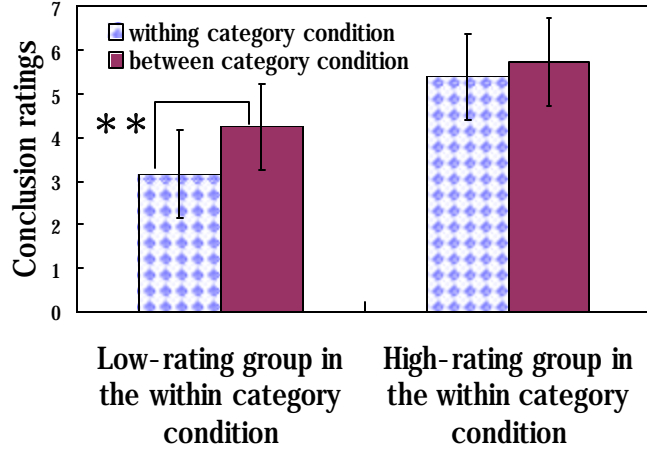 7
6
5
4
3
2
1
0
Conclusion ratings
withing category condition
between category condition
**
Low-rating group in
the within category
condition
High-rating group in
the within category
condition